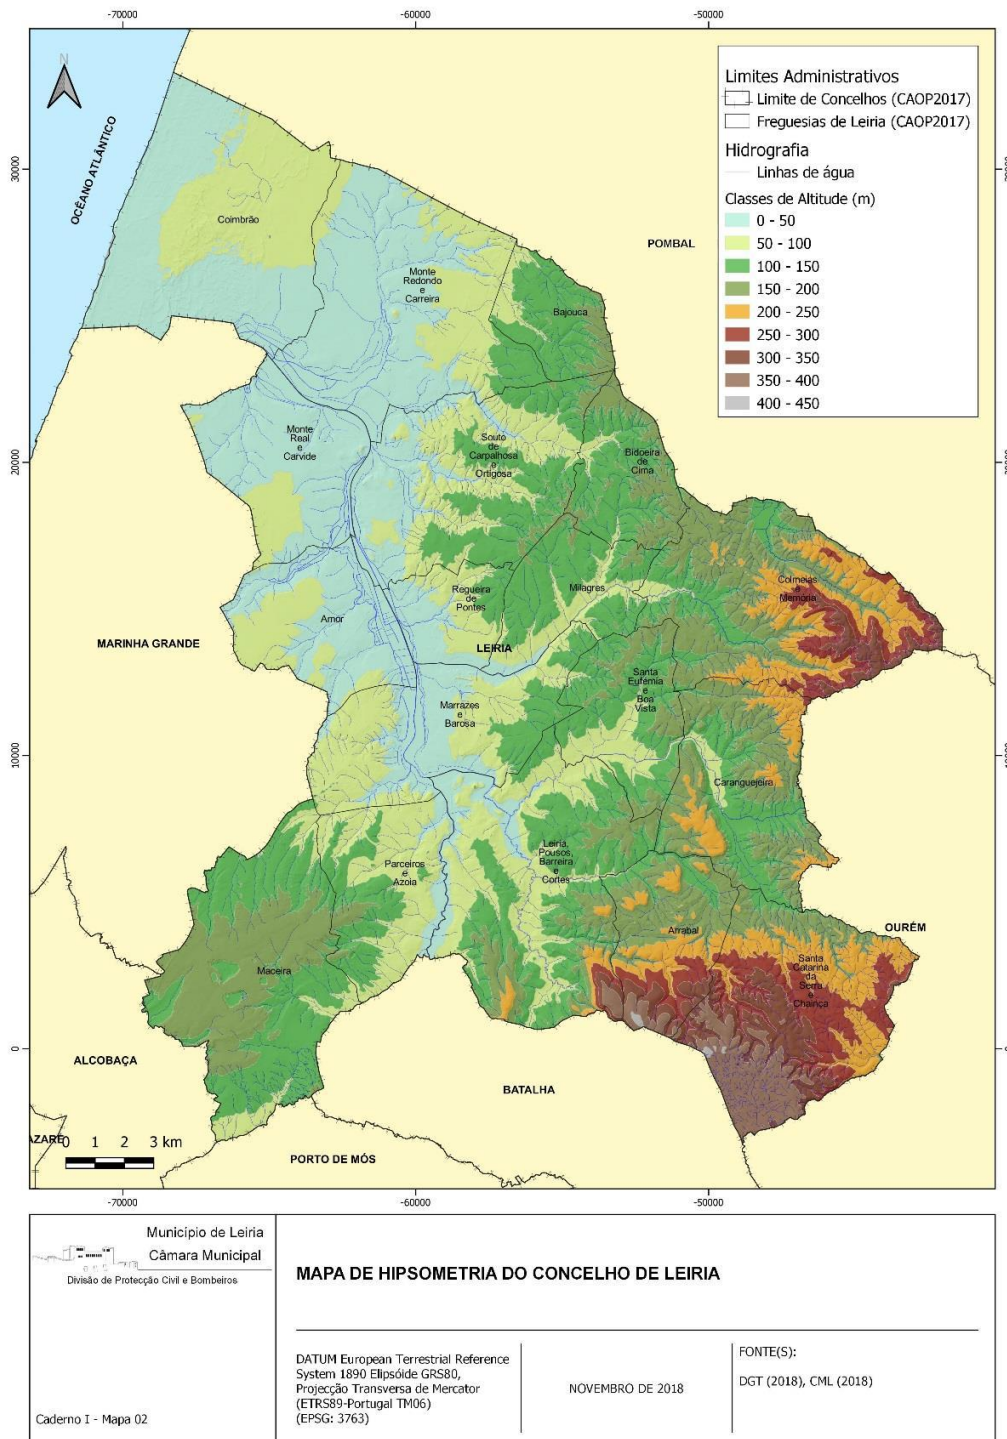 -70000
-60000
-50000
N
OCÊANO ATLÂNTICO
30000
20000
10000
0
Limites Administrativos
Limite de Concelhos (CAOP2017)
Freguesias de Leiria (CAOP2017)
Hidrografia
Linhas de água
Classes de Altitude (m)
0 - 50
50 - 100
100 - 150
150 - 200
200 - 250
250 - 300
300 - 350
350 - 400
400 - 450
POMBAL
Coimbrão
Monte
Redondo
e
Carreira
Bajouca
Monte
Real
e
Carvide
Souto
de
Carpalhosa
e
Ortigosa
Bidoeira
de
Cima
Colmeias
e
Memória
Regueira
de
Pontes
Milagres
Amor
MARINHA GRANDE
LEIRIA
Santa
Eufemia
e
Boa
Vista
Marrazes
e
Barosa
Caranguejeira
Parceiros
e
Azoia
Leiria,
Pousos,
Barreira
e
Cortes
Arrabal
OURÉM
Santa
Catarina
da
Serra
e
Chainça
Maceira
ALCOBAÇA
BATALHA
AZARÉ
0 1 2 3 km
PORTO DE MÓS
-70000
-60000
-50000
Município de Leiria
Câmara Municipal
Divisão de Protecção Civil e Bombeiros
Caderno I - Mapa 02
MAPA DE HIPSOMETRIA DO CONCELHO DE LEIRIA
DATUM European Terrestrial Reference
System 1890 Elipsóide GRS80,
Projecção Transversa de Mercator
(ETRS89-Portugal TM06)
(EPSG: 3763)
NOVEMBRO DE 2018
FONTE(S):
DGT (2018), CML (2018)